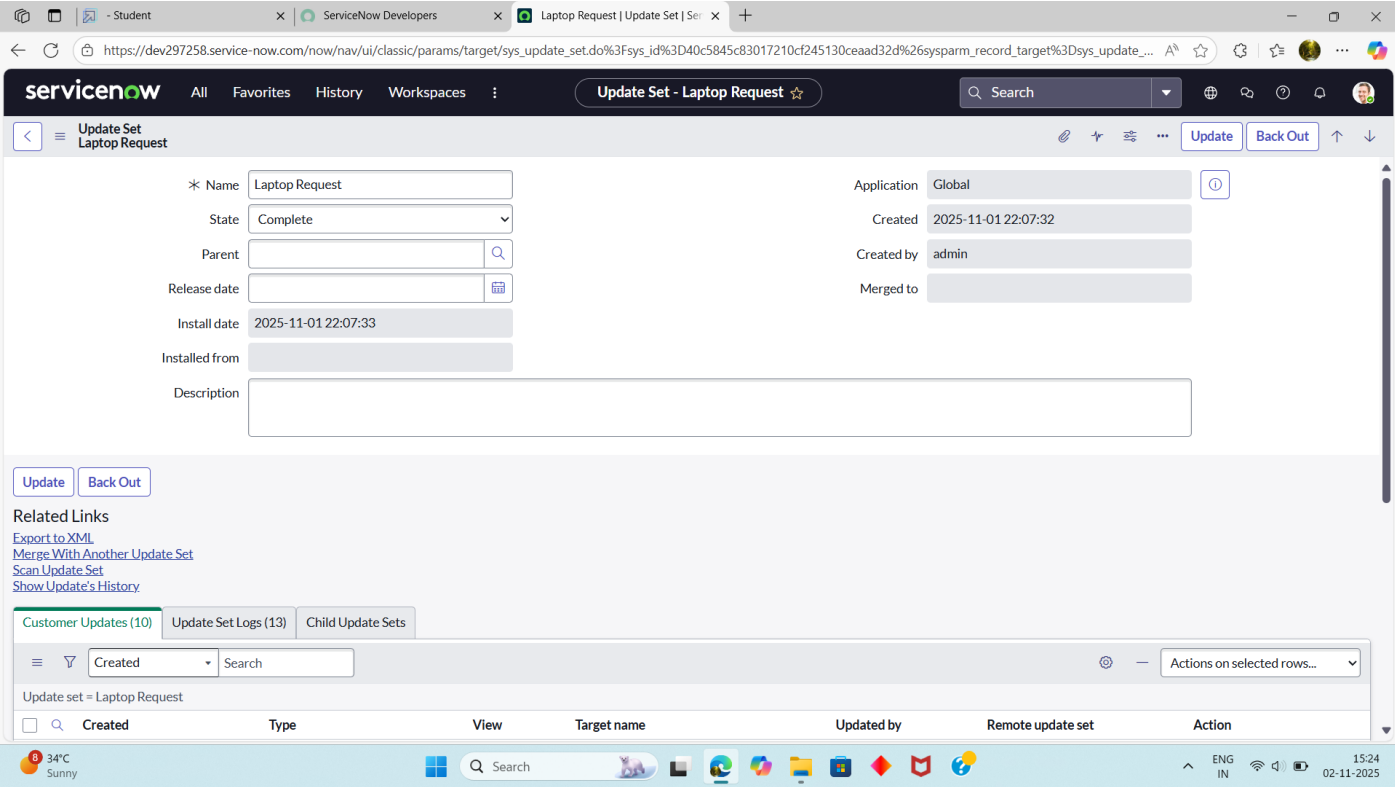 - Student
ServiceNow Developers
Laptop Request | Update Set | Ser
https://dev297258.service-now.com/now/nav/ui/classic/params/target/sys_update_set.do%3Fsys_id%3D40c5845c83017210cf245130ceaad32d%26sysparm_record_target%3Dsys_update_...
servicenow
All
Favorites
History
Workspaces
Update Set - Laptop Request
Search
Update Set
Laptop Request
Update
Back Out
Name
Laptop Request
Application
Global
State
Complete
Created
2025-11-01 22:07:32
Parent
Created by
admin
Release date
Merged to
Install date
2025-11-01 22:07:33
Installed from
Description
Update
Back Out
Related Links
Export to XML
Merge With Another Update Set
Scan Update Set
Show Update's History
Customer Updates (10)
Update Set Logs (13)
Child Update Sets
Created
Search
Actions on selected rows...
Update set = Laptop Request
Created
Type
View
Target name
Updated by
Remote update set
Action
8
34°C
Sunny
Search
ENG
IN
15:24
02-11-2025